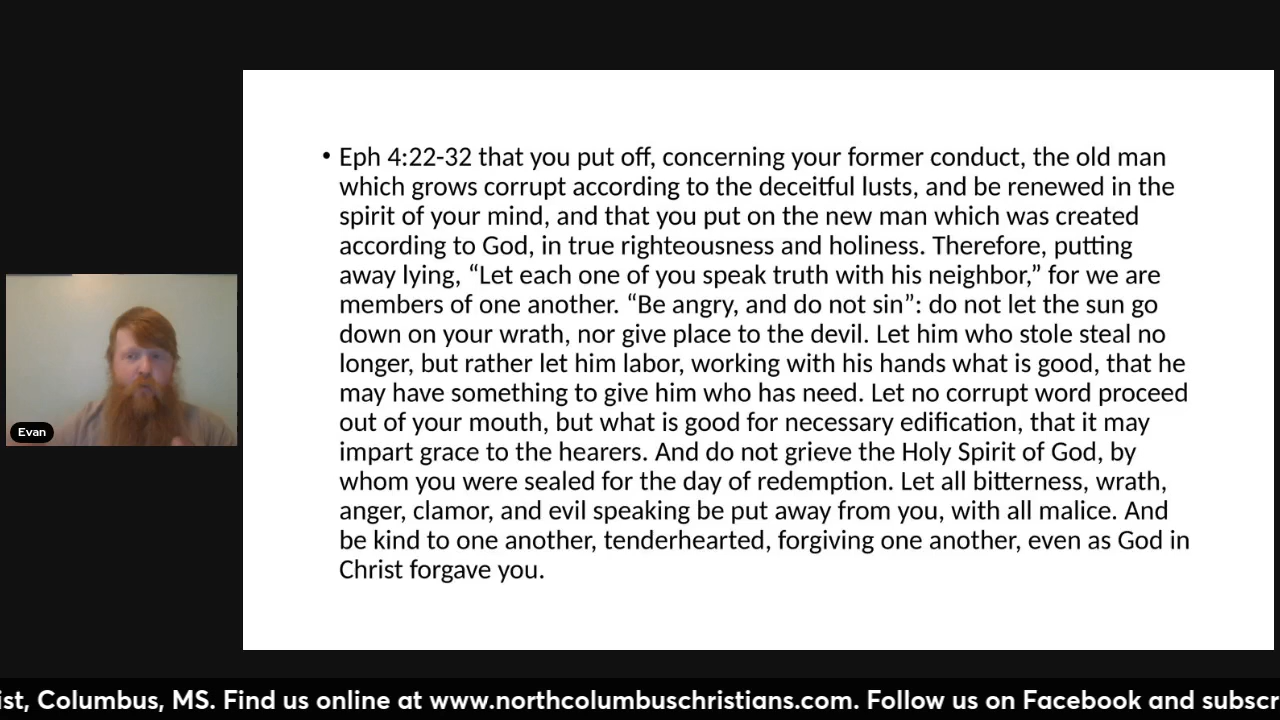 • Eph 4:22-32 that you put off, concerning your former conduct, the old man
which grows corrupt according to the deceitful lusts, and be renewed in the
spirit of your mind, and that you put on the new man which was created
according to God, in true righteousness and holiness. Therefore, putting
away lying, “Let each one of you speak truth with his neighbor,” for we are
members of one another. “Be angry, and do not sin”: do not let the sun go
down on your wrath, nor give place to the devil. Let him who stole steal no
longer, but rather let him labor, working with his hands what is good, that he
may have something to give him who has need. Let no corrupt word proceed
out of your mouth, but what is good for necessary edification, that it may
impart grace to the hearers. And do not grieve the Holy Spirit of God, by
whom you were sealed for the day of redemption. Let all bitterness, wrath,
anger, clamor, and evil speaking be put away from you, with all malice. And
be kind to one another, tenderhearted, forgiving one another, even as God in
Christ forgave you.
Evan
ist, Columbus, MS. Find us online at www.northcolumbuschristians.com. Follow us on Facebook and subscr